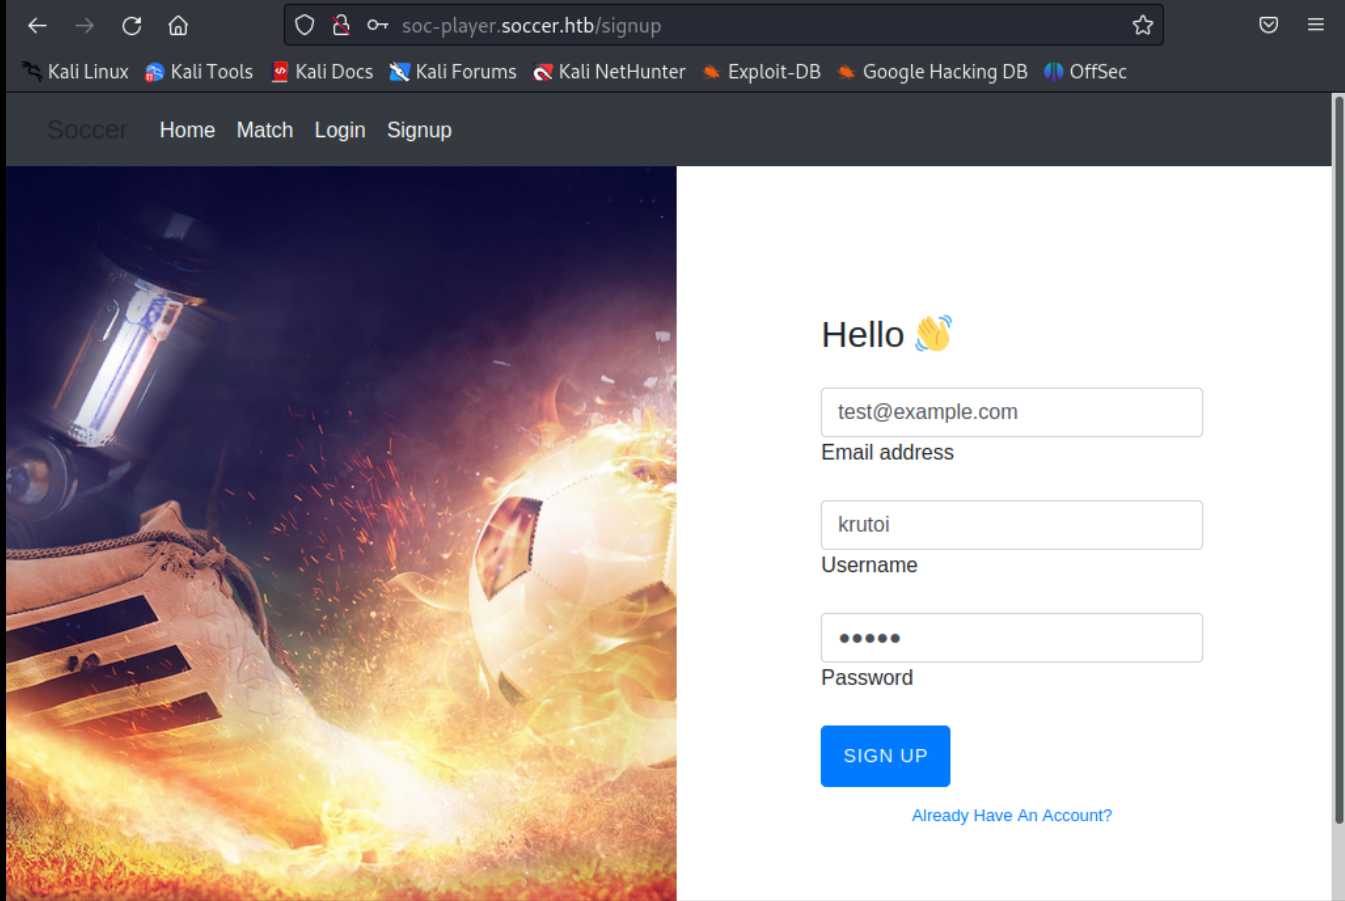 soc-player.soccer.htb/signup
Kali Linux Kali Tools Kali Docs Kali Forums Kali NetHunter Exploit-DB Google Hacking DB OffSec
Soccer Home Match Login Signup
Hello 👋
test@example.com
Email address
krutoi
Username
●●●●●
Password
SIGN UP
Already Have An Account?